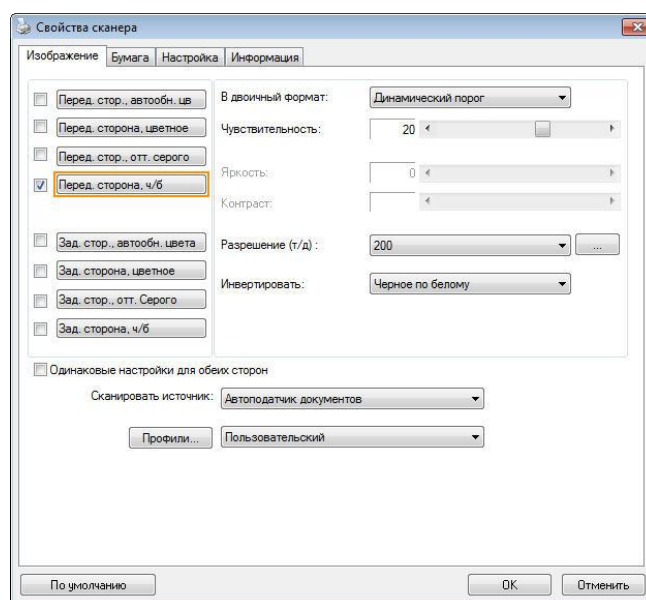 Свойства сканера
Изображение Бумага Настройка Информация
Перед. стор., автообн. цв
Перед. сторона, цветное
Перед. стор., отт. серого
Перед. сторона, ч/б
Зад. стор., автообн. цвета
Зад. сторона, цветное
Зад. стор., отт. Серого
Зад. сторона, ч/б
В двоичный формат: Динамический порог
Чувствительность: 20
Яркость: 0
Контраст:
Разрешение (т/д) : 200 ...
Инвертировать: Черное по белому
Одинаковые настройки для обеих сторон
Сканировать источник: Автоподатчик документов
Профили... Пользовательский
По умолчанию OK Отменить